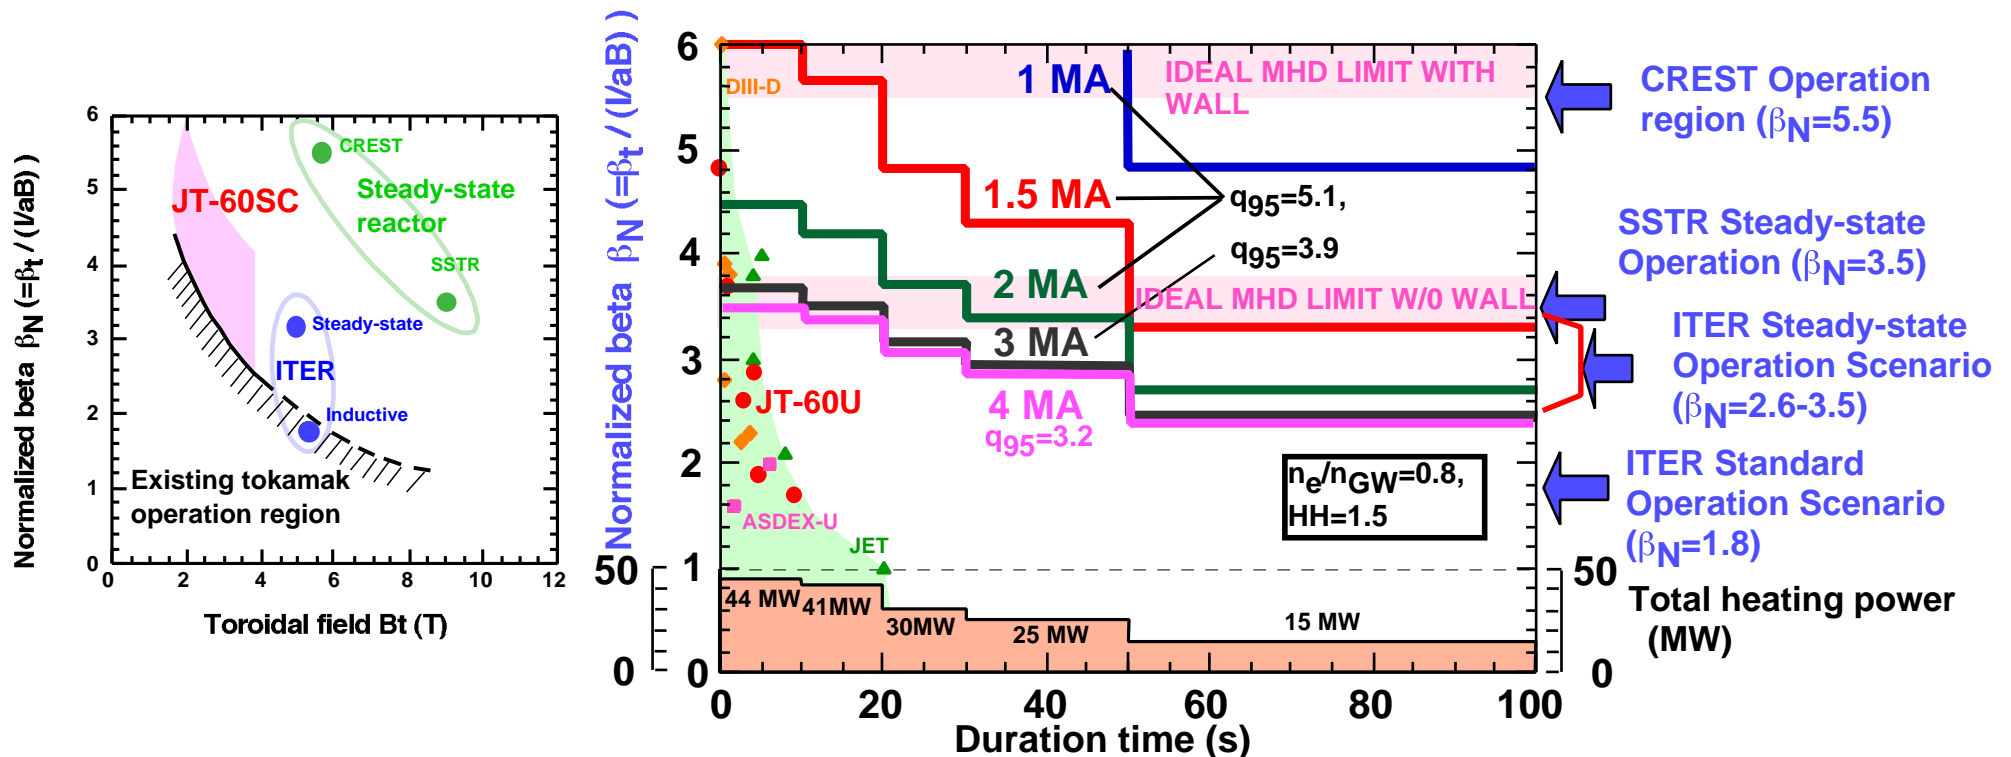 Normalized beta βN (=βt / (I/aB))
6
5
4
3
2
1
0
0
2
4
6
8
10
12
Toroidal field Bt (T)
CREST
Steady-state
reactor
JT-60SC
SSTR
Steady-state
ITER
Inductive
Existing tokamak
operation region
Normalized beta βN (=βt / (I/aB) )
6
5
4
3
2
1
0
50
0
DIII-D
1 MA
IDEAL MHD LIMIT WITH
WALL
1.5 MA
q95=5.1,
q95=3.9
2 MA
IDEAL MHD LIMIT W/0 WALL
3 MA
JT-60U
4 MA
q95=3.2
ne/nGW=0.8,
HH=1.5
ASDEX-U
JET
44 MW
41MW
30MW
25 MW
15 MW
0
20
40
60
80
100
Duration time (s)
50
0
Total heating power
(MW)
CREST Operation
region (βN=5.5)
SSTR Steady-state
Operation (βN=3.5)
ITER Steady-state
Operation Scenario
(βN=2.6-3.5)
ITER Standard
Operation Scenario
(βN=1.8)